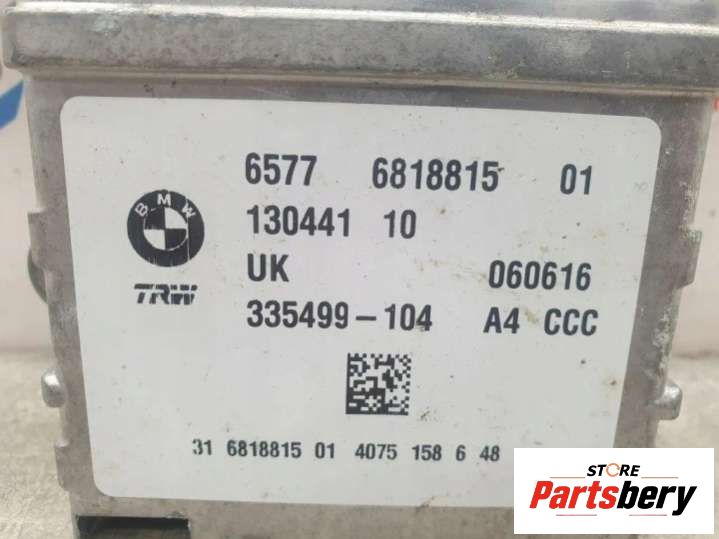 6577 6818815 01
BMW
130441 10
UK 060616
TRW
335499-104 A4 CCC
31 6818815 01 4075 158 6 48
STORE
Partsbery